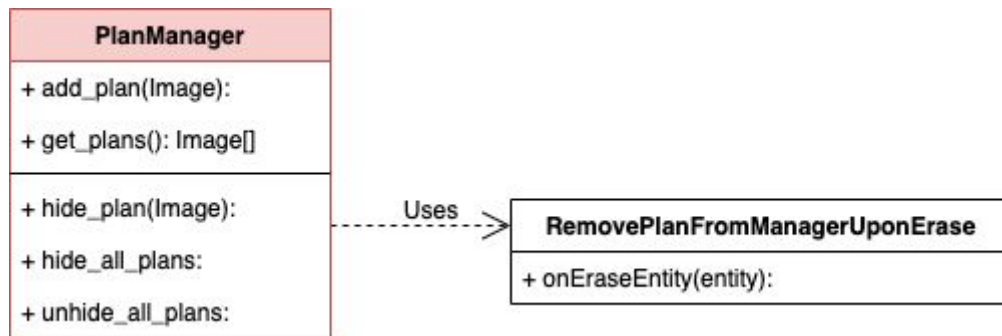 PlanManager
+ add_plan(Image):
+ get_plans(): Image[]
+ hide_plan(Image):
+ hide_all_plans:
+ unhide_all_plans:
Uses
RemovePlanFromManagerUponErase
+ onEraseEntity(entity):